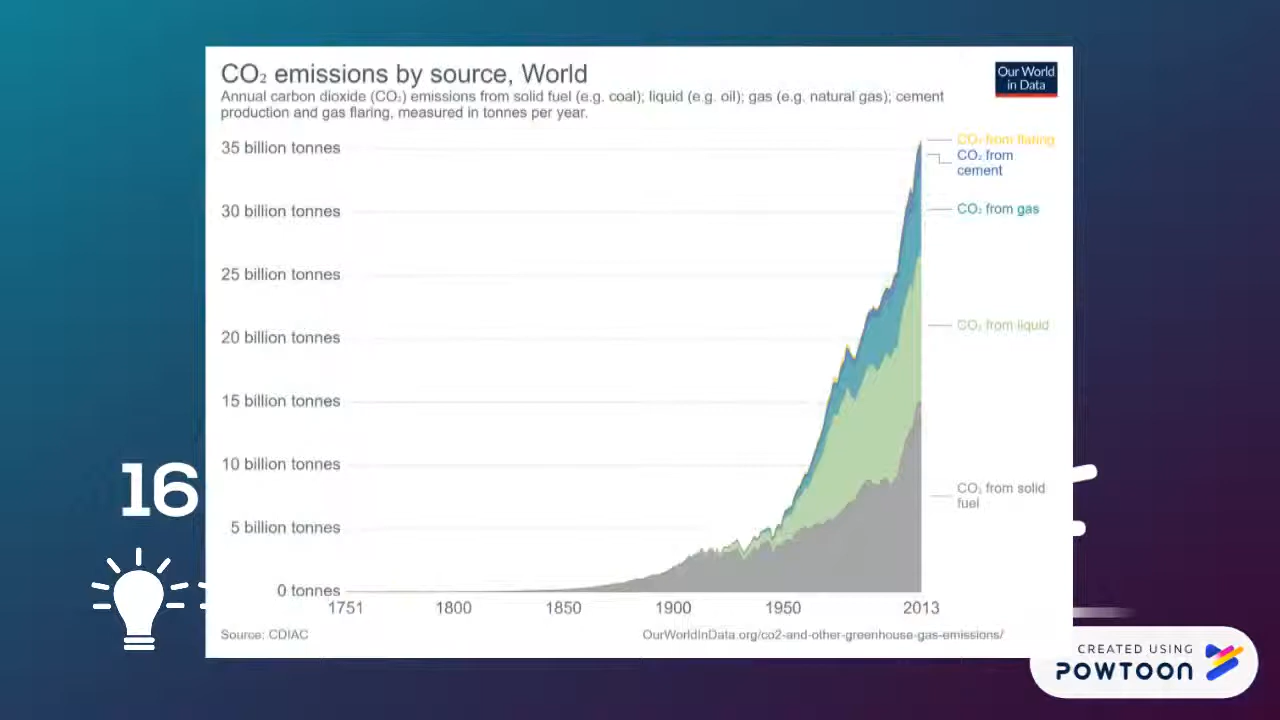 CO₂ emissions by source, World
Annual carbon dioxide (CO₂) emissions from solid fuel (e.g. coal); liquid (e.g. oil); gas (e.g. natural gas); cement
production and gas flaring, measured in tonnes per year.
Our World
in Data
35 billion tonnes
30 billion tonnes
25 billion tonnes
20 billion tonnes
15 billion tonnes
10 billion tonnes
5 billion tonnes
0 tonnes
CO₂ from flaring
CO₂ from
cement
CO₂ from gas
CO₂ from liquid
CO₂ from solid
fuel
1751
1800
1850
1900
1950
2013
Source: CDIAC
OurWorldInData.org/co2-and-other-greenhouse-gas-emissions/
16
CREATED USING
POWTOON